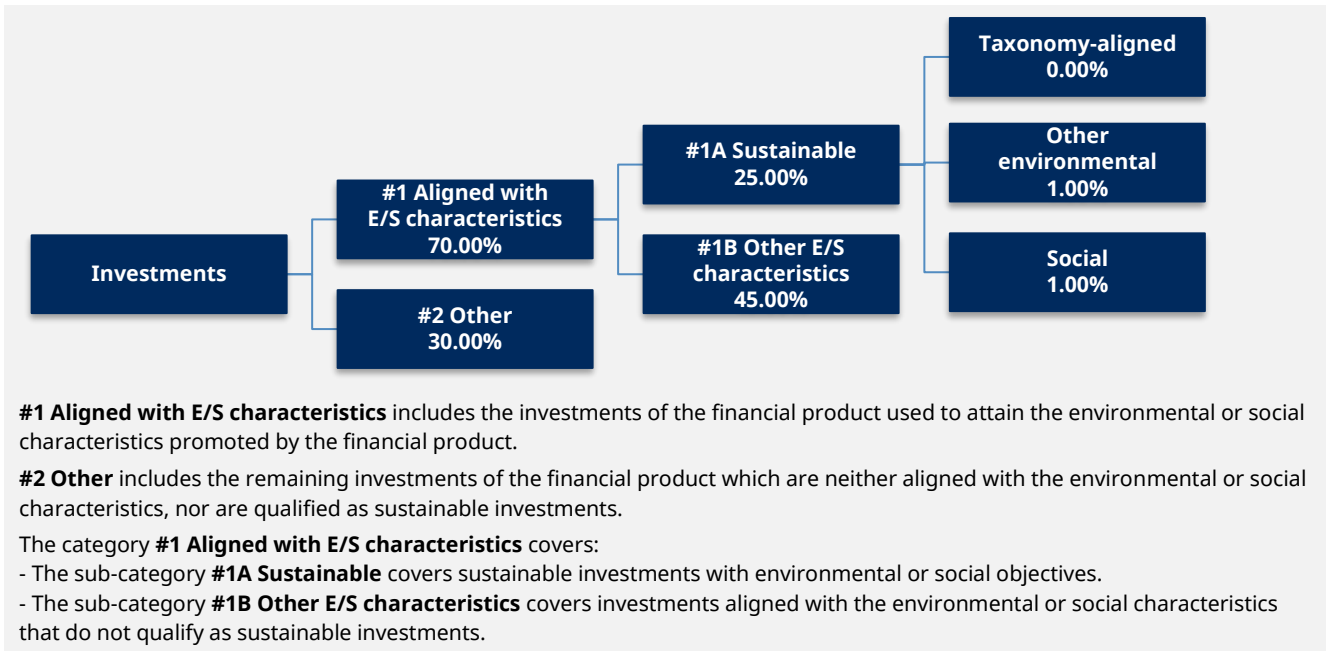 Taxonomy-aligned
0.00%
Other
environmental
1.00%
#1A Sustainable
25.00%
#1 Aligned with
E/S characteristics
70.00%
#1B Other E/S
characteristics
45.00%
Social
1.00%
Investments
#2 Other
30.00%
#1 Aligned with E/S characteristics includes the investments of the financial product used to attain the environmental or social
characteristics promoted by the financial product.
#2 Other includes the remaining investments of the financial product which are neither aligned with the environmental or social
characteristics, nor are qualified as sustainable investments.
The category #1 Aligned with E/S characteristics covers:
- The sub-category #1A Sustainable covers sustainable investments with environmental or social objectives.
- The sub-category #1B Other E/S characteristics covers investments aligned with the environmental or social characteristics
that do not qualify as sustainable investments.